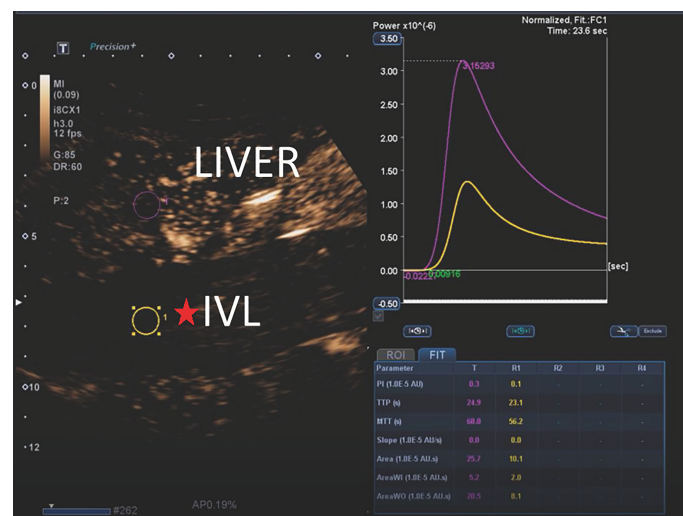 T Precision+
0
MI
(0.09)
i8CX1
h3.0
12 fps
G:85
DR:60
P:2
5
10
12
LIVER
1
IVL
#262
AP0.19%
Power x10^(-6)
Normalized, Fit.:FC1
Time: 23.6 sec
3.50
3.00
2.50
2.00
1.50
1.00
0.50
0.00
-0.50
3.15293
[sec]
Exclude
ROI FIT
Parameter T R1 R2 R3 R4
PI (1.0E-5 AU) 0.3 0.1 - - -
TTP (s) 24.9 23.1 - - -
MTT (s) 60.0 56.2 - - -
Slope (1.0E-5 AU/s) 0.0 0.0 - - -
Area (1.0E-5 AU.s) 25.7 10.1 - - -
AreaWI (1.0E-5 AU.s) 5.2 2.0 - - -
AreaWO (1.0E-5 AU.s) 20.5 8.1 - - -